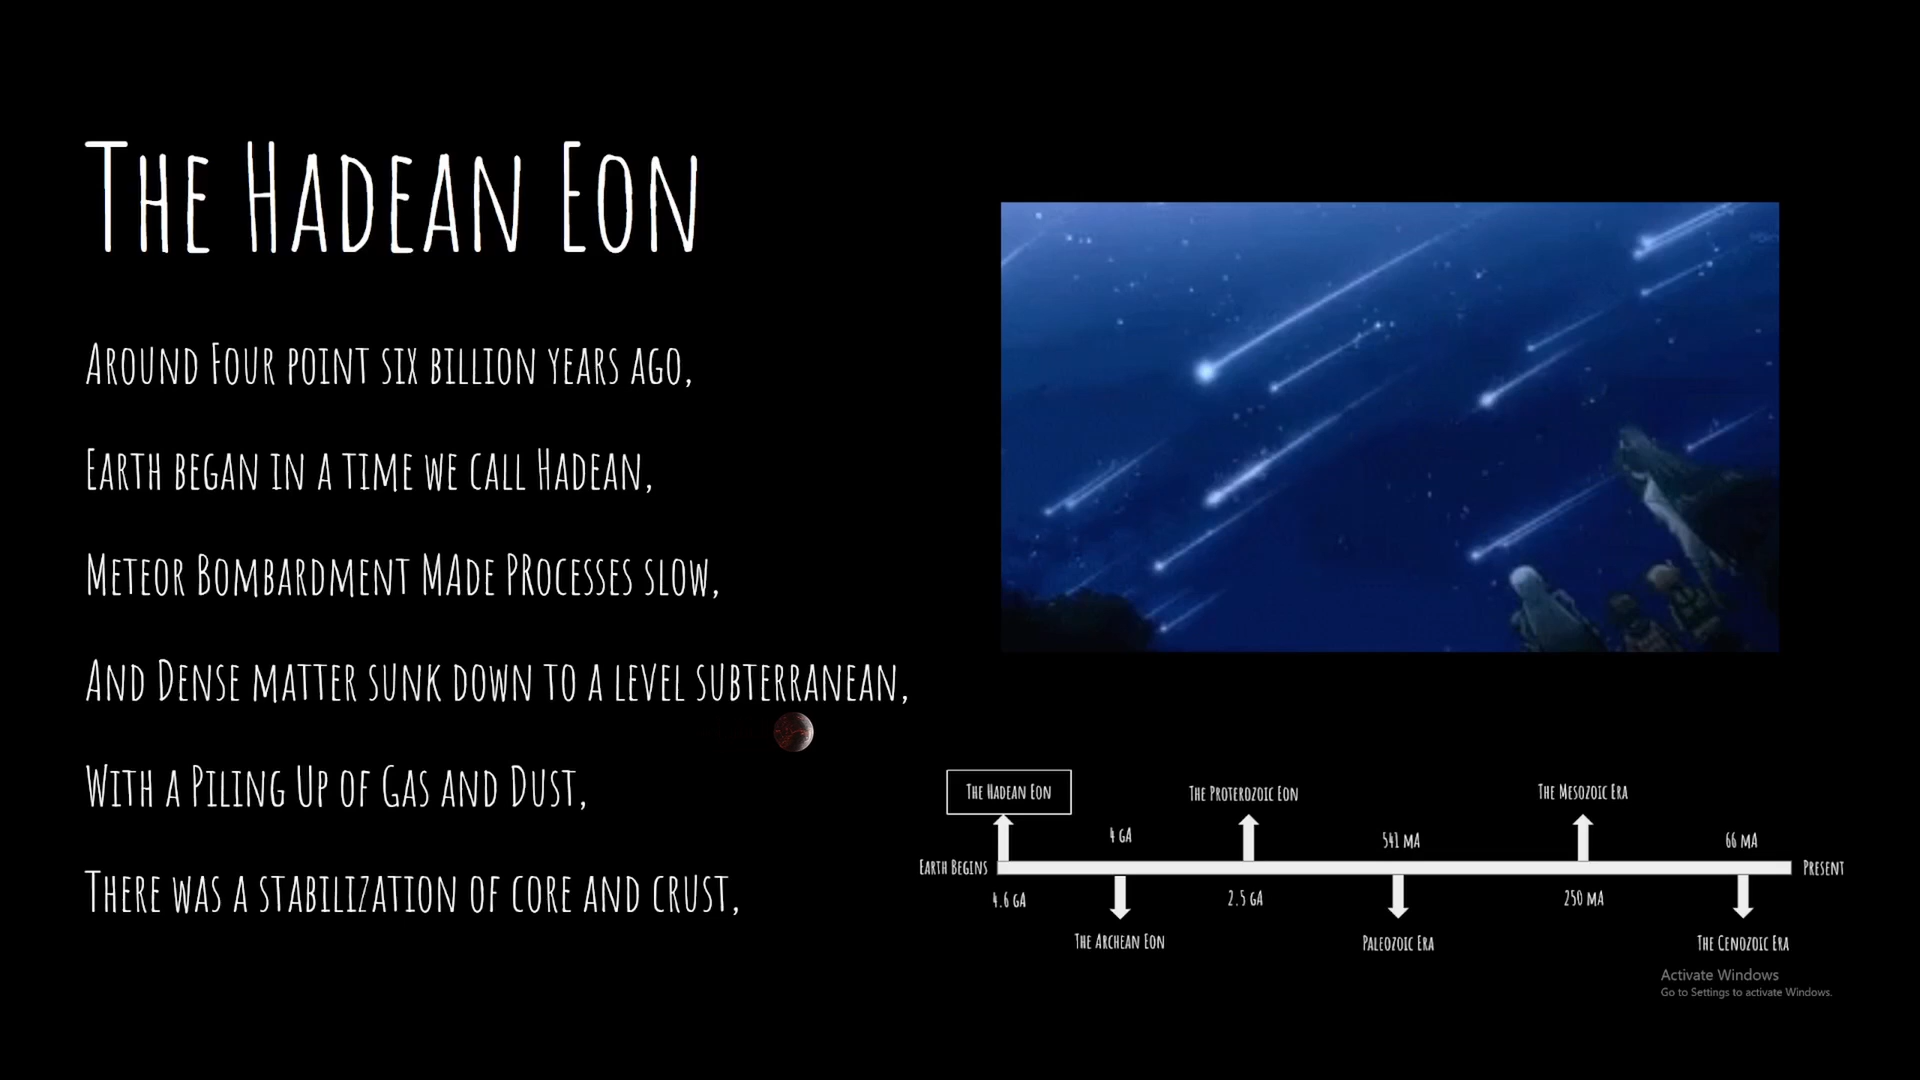 The Hadean Eon
Around Four point six billion years ago,
Earth began in a time we call Hadean,
Meteor Bombardment MAde PRocesses slow,
And Dense matter sunk down to a level subterranean,
With a Piling Up of Gas and Dust,
There was a stabilization of core and crust,
The Hadean Eon
The Proterozoic Eon
The Mesozoic Era
4 gA
541 mA
66 mA
Earth Begins
Present
4.6 gA
2.5 gA
250 mA
The Archean Eon
Paleozoic Era
The Cenozoic Era
Activate Windows
Go to Settings to activate Windows.